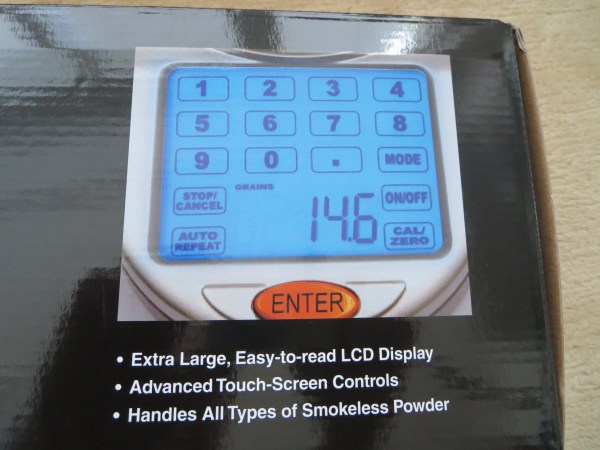 1 2 3 4
5 6 7 8
9 0 . MODE
STOP/
CANCEL
GRAINS
14.6
ON/OFF
AUTO
REPEAT
CAL/
ZERO
ENTER
• Extra Large, Easy-to-read LCD Display
• Advanced Touch-Screen Controls
• Handles All Types of Smokeless Powder